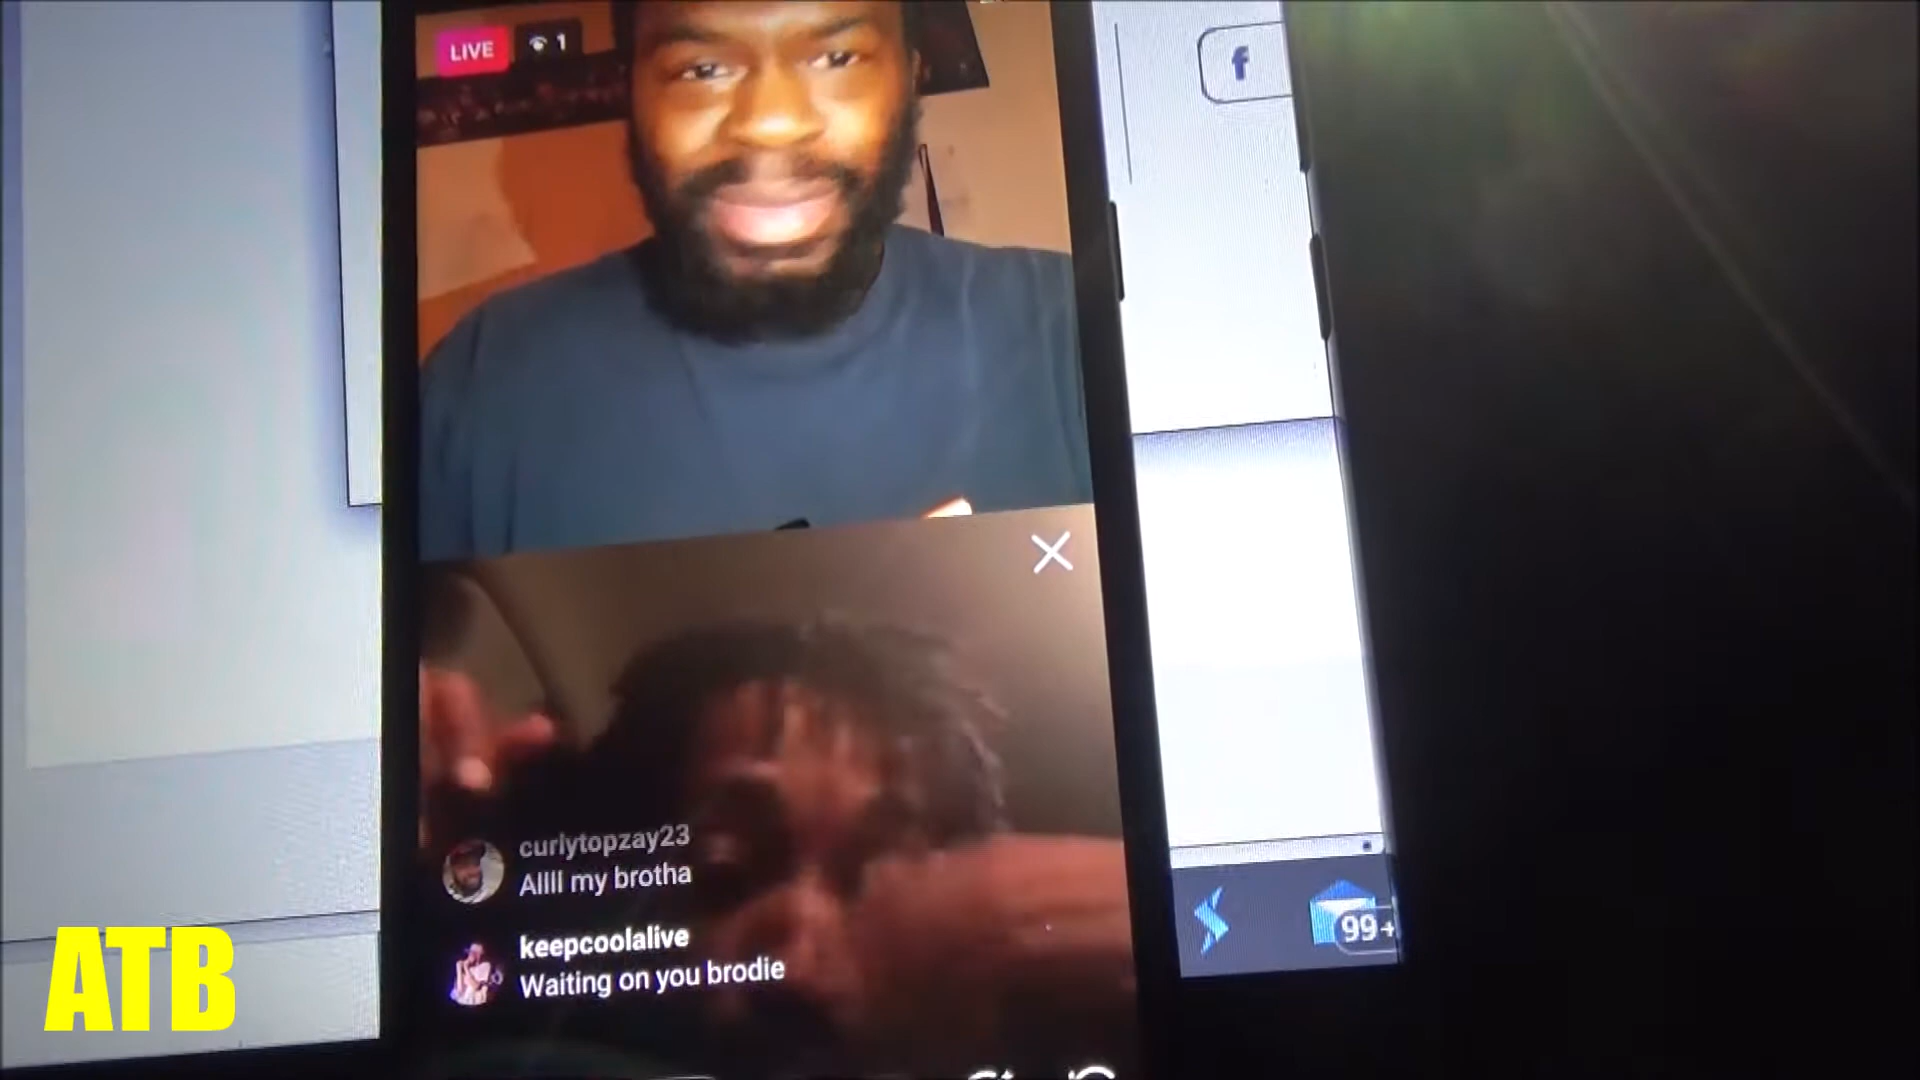 LIVE
1
f
curlytopzay23
Allll my brotha
keepcoolalive
Waiting on you brodie
99+
ATB